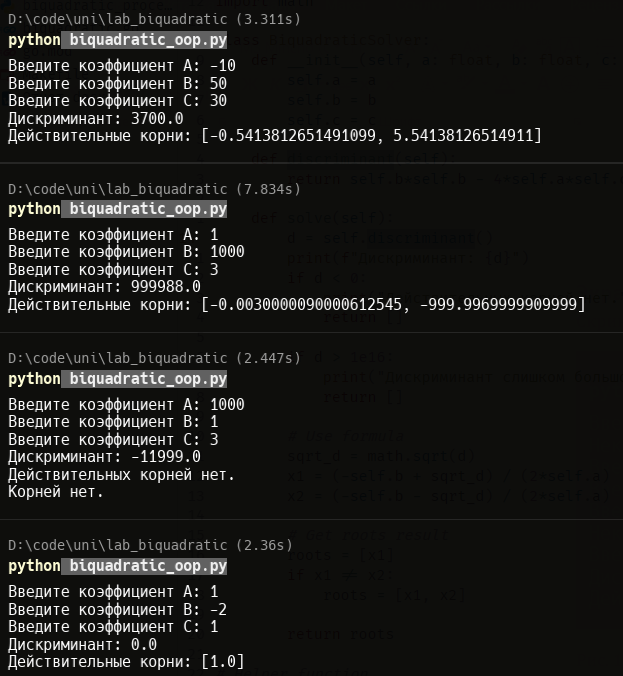 D:\code\uni\lab_biquadratic (3.311s)
python biquadratic_oop.py
Введите коэффициент A: -10
Введите коэффициент B: 50
Введите коэффициент C: 30
Дискриминант: 3700.0
Действительные корни: [-0.5413812651491099, 5.54138126514911]
D:\code\uni\lab_biquadratic (7.834s)
python biquadratic_oop.py
Введите коэффициент A: 1
Введите коэффициент B: 1000
Введите коэффициент C: 3
Дискриминант: 999988.0
Действительные корни: [-0.0030000090000612545, -999.9969999909999]
D:\code\uni\lab_biquadratic (2.447s)
python biquadratic_oop.py
Введите коэффициент A: 1000
Введите коэффициент B: 1
Введите коэффициент C: 3
Дискриминант: -11999.0
Действительных корней нет.
Корней нет.
D:\code\uni\lab_biquadratic (2.36s)
python biquadratic_oop.py
Введите коэффициент A: 1
Введите коэффициент B: -2
Введите коэффициент C: 1
Дискриминант: 0.0
Действительные корни: [1.0]